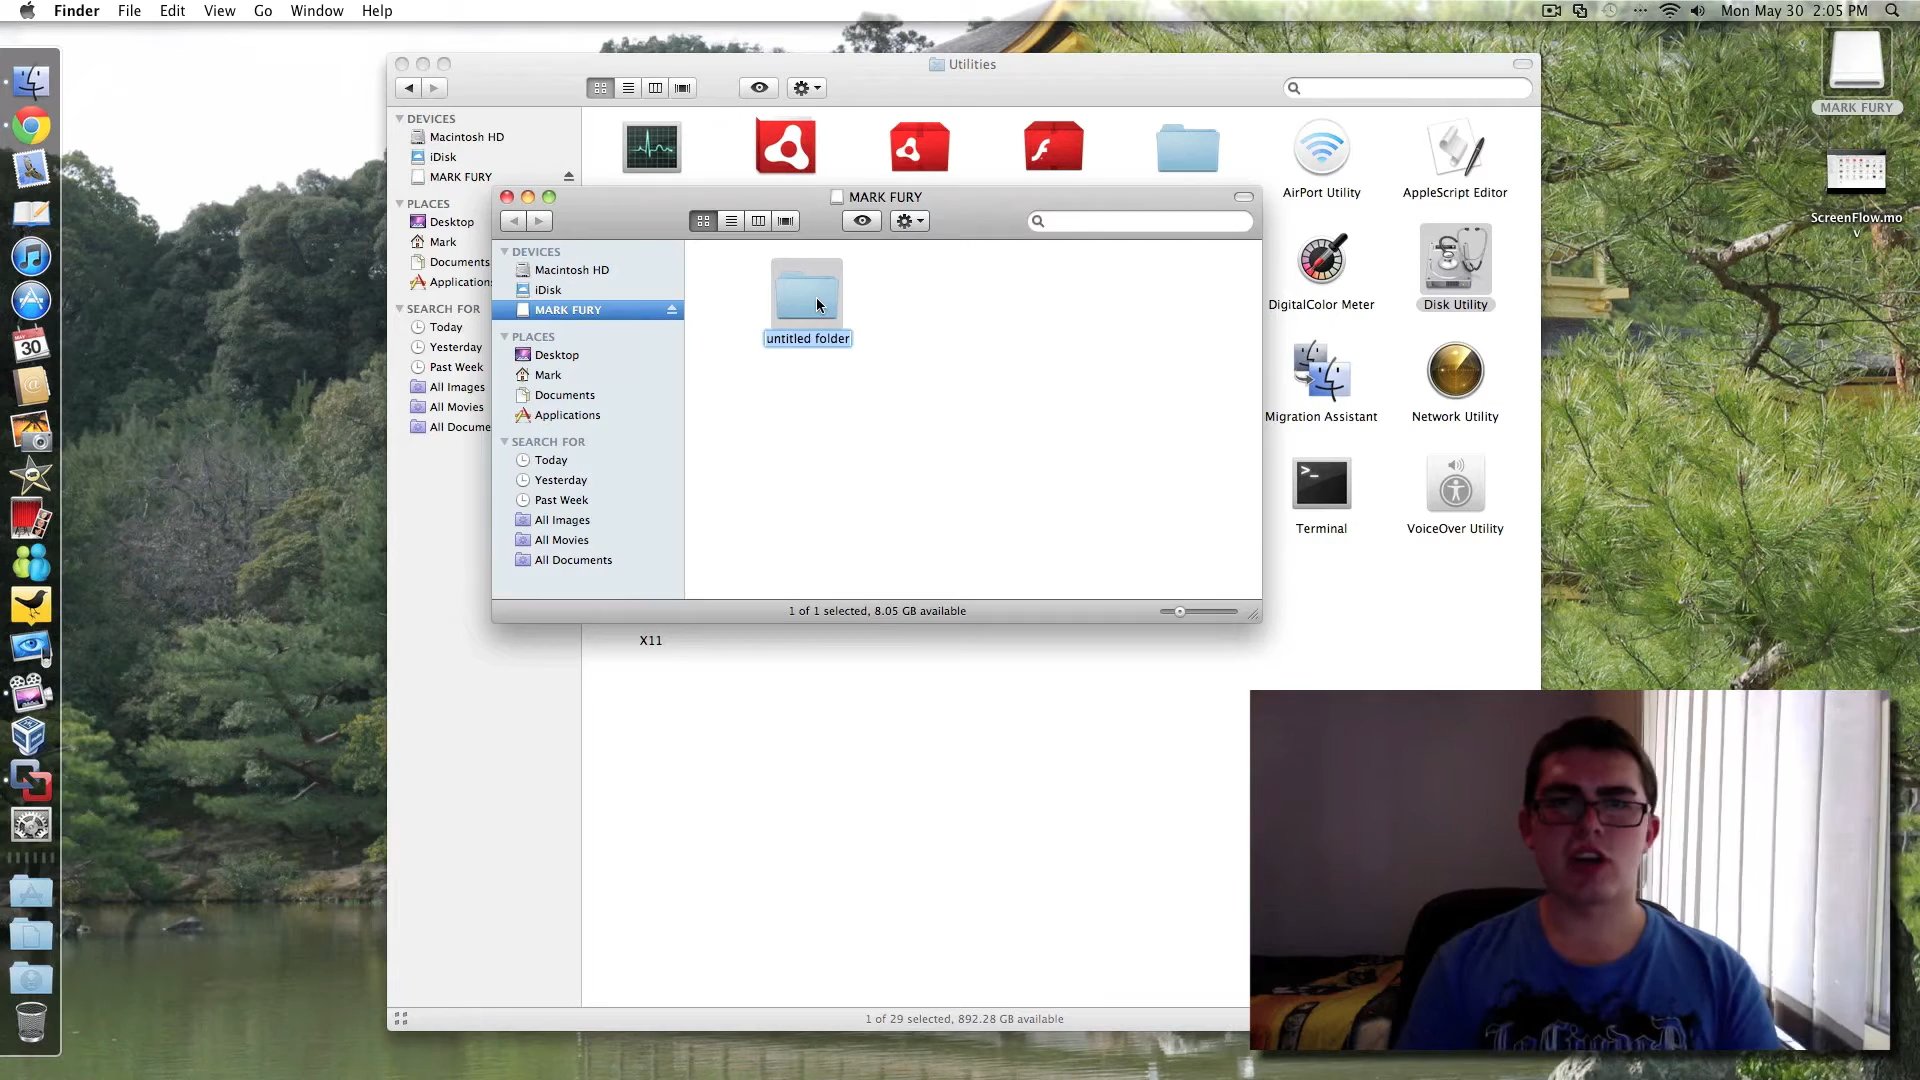 Finder File Edit View Go Window Help
Mon May 30 2:05 PM
Utilities
DEVICES
Macintosh HD
iDisk
MARK FURY
PLACES
Desktop
Mark
Documents
Application
SEARCH FOR
Today
Yesterday
Past Week
All Images
All Movies
All Docume
AirPort Utility
AppleScript Editor
DigitalColor Meter
Disk Utility
Migration Assistant
Network Utility
Terminal
VoiceOver Utility
X11
1 of 29 selected, 892.28 GB available
MARK FURY
DEVICES
Macintosh HD
iDisk
MARK FURY
PLACES
Desktop
Mark
Documents
Applications
SEARCH FOR
Today
Yesterday
Past Week
All Images
All Movies
All Documents
untitled folder
1 of 1 selected, 8.05 GB available
MARK FURY
ScreenFlow.mo
v
MAY
30
>_